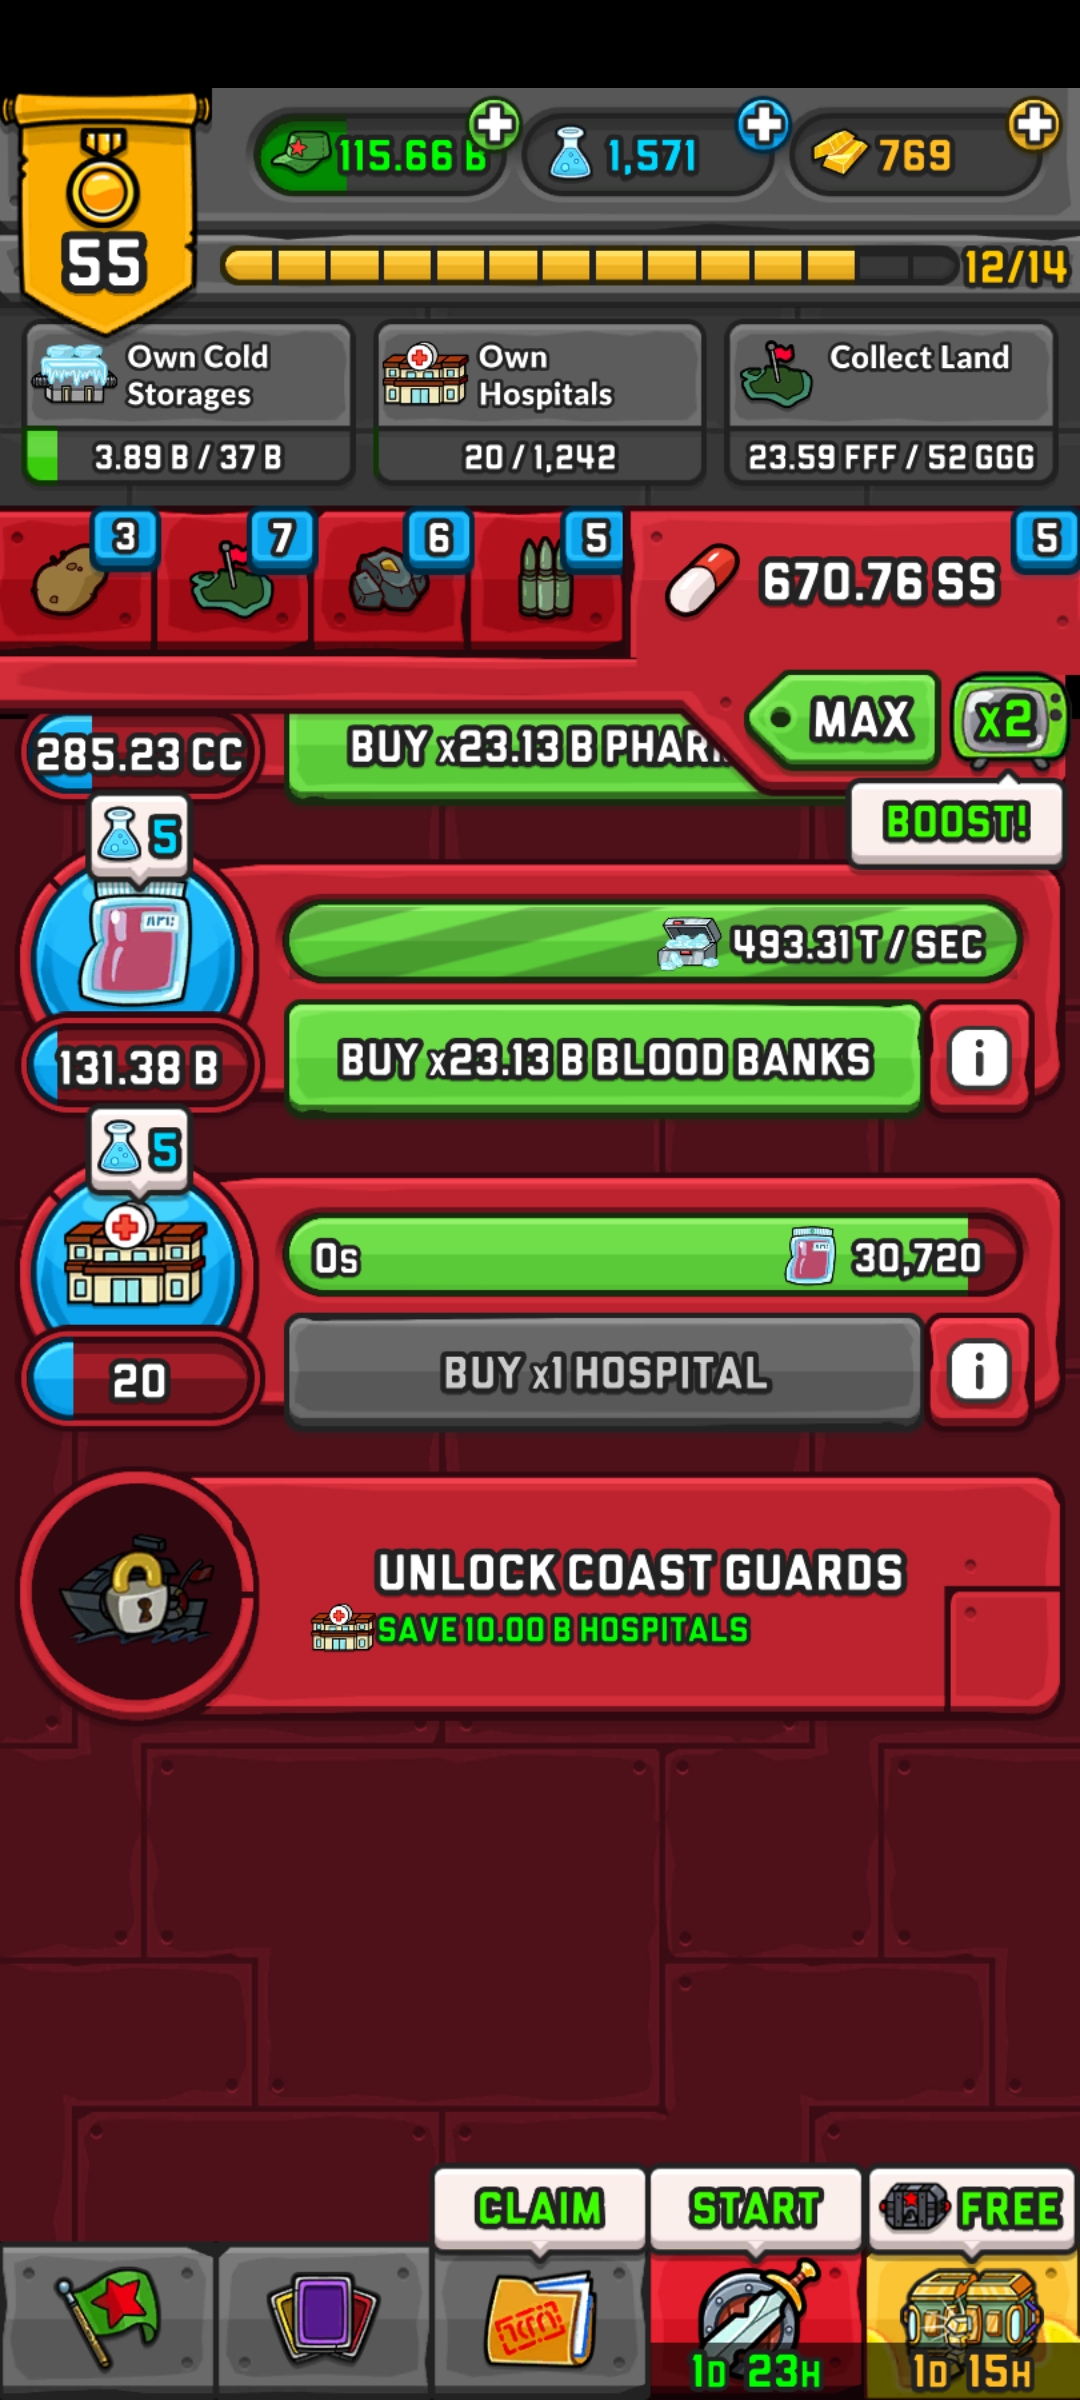 55
115.66 B
1,571
769
12/14
Own Cold
Storages
3.89 B / 37 B
Own
Hospitals
20 / 1,242
Collect Land
23.59 FFF / 52 GGG
3
7
6
5
670.76 SS
5
MAX
x2
BOOST!
285.23 CC
BUY x23.13 B
5
493.31 T / SEC
131.38 B
BUY x23.13 B BLOOD BANKS
i
5
0s
30,720
20
BUY x1 HOSPITAL
i
UNLOCK COAST GUARDS
SAVE 10.00 B HOSPITALS
CLAIM
START
FREE
1D 23H
1D 15H